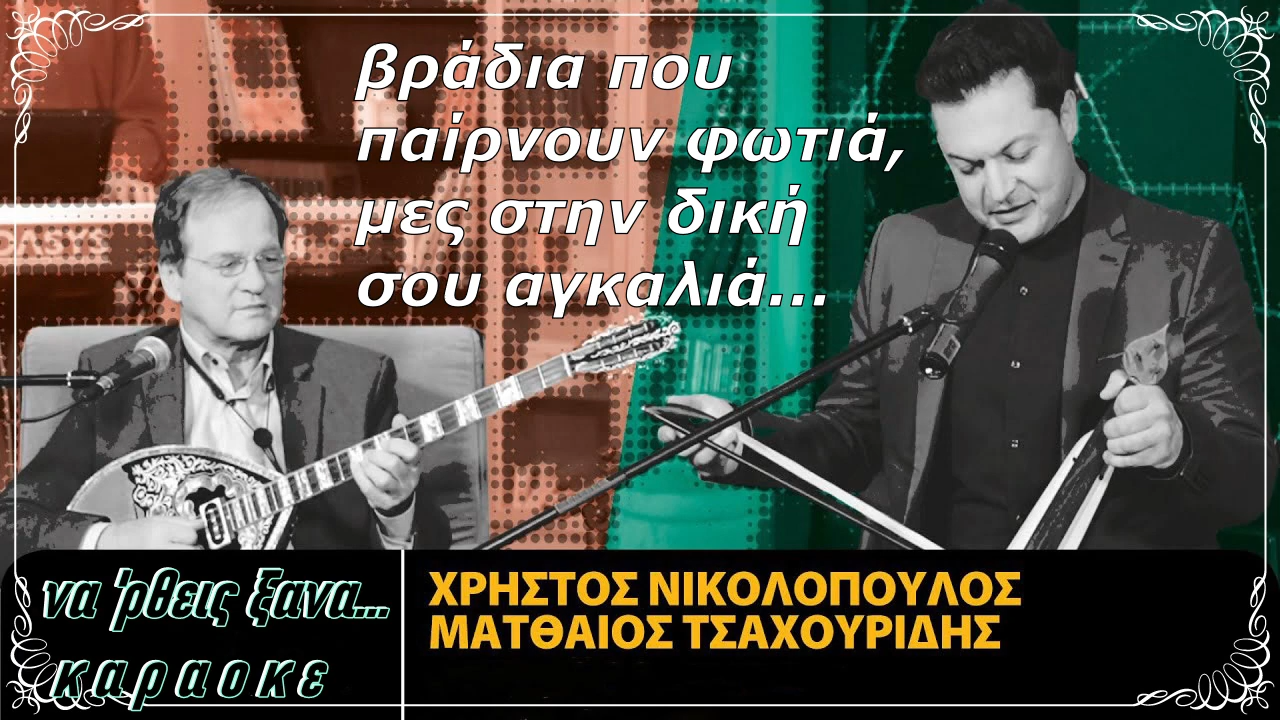 βράδια που
παίρνουν φωτιά,
μες στην δική
σου αγκαλιά...
να 'ρθεις ξανα...
καραοκε
ΧΡΗΣΤΟΣ ΝΙΚΟΛΟΠΟΥΛΟΣ
ΜΑΤΘΑΙΟΣ ΤΣΑΧΟΥΡΙΔΗΣ